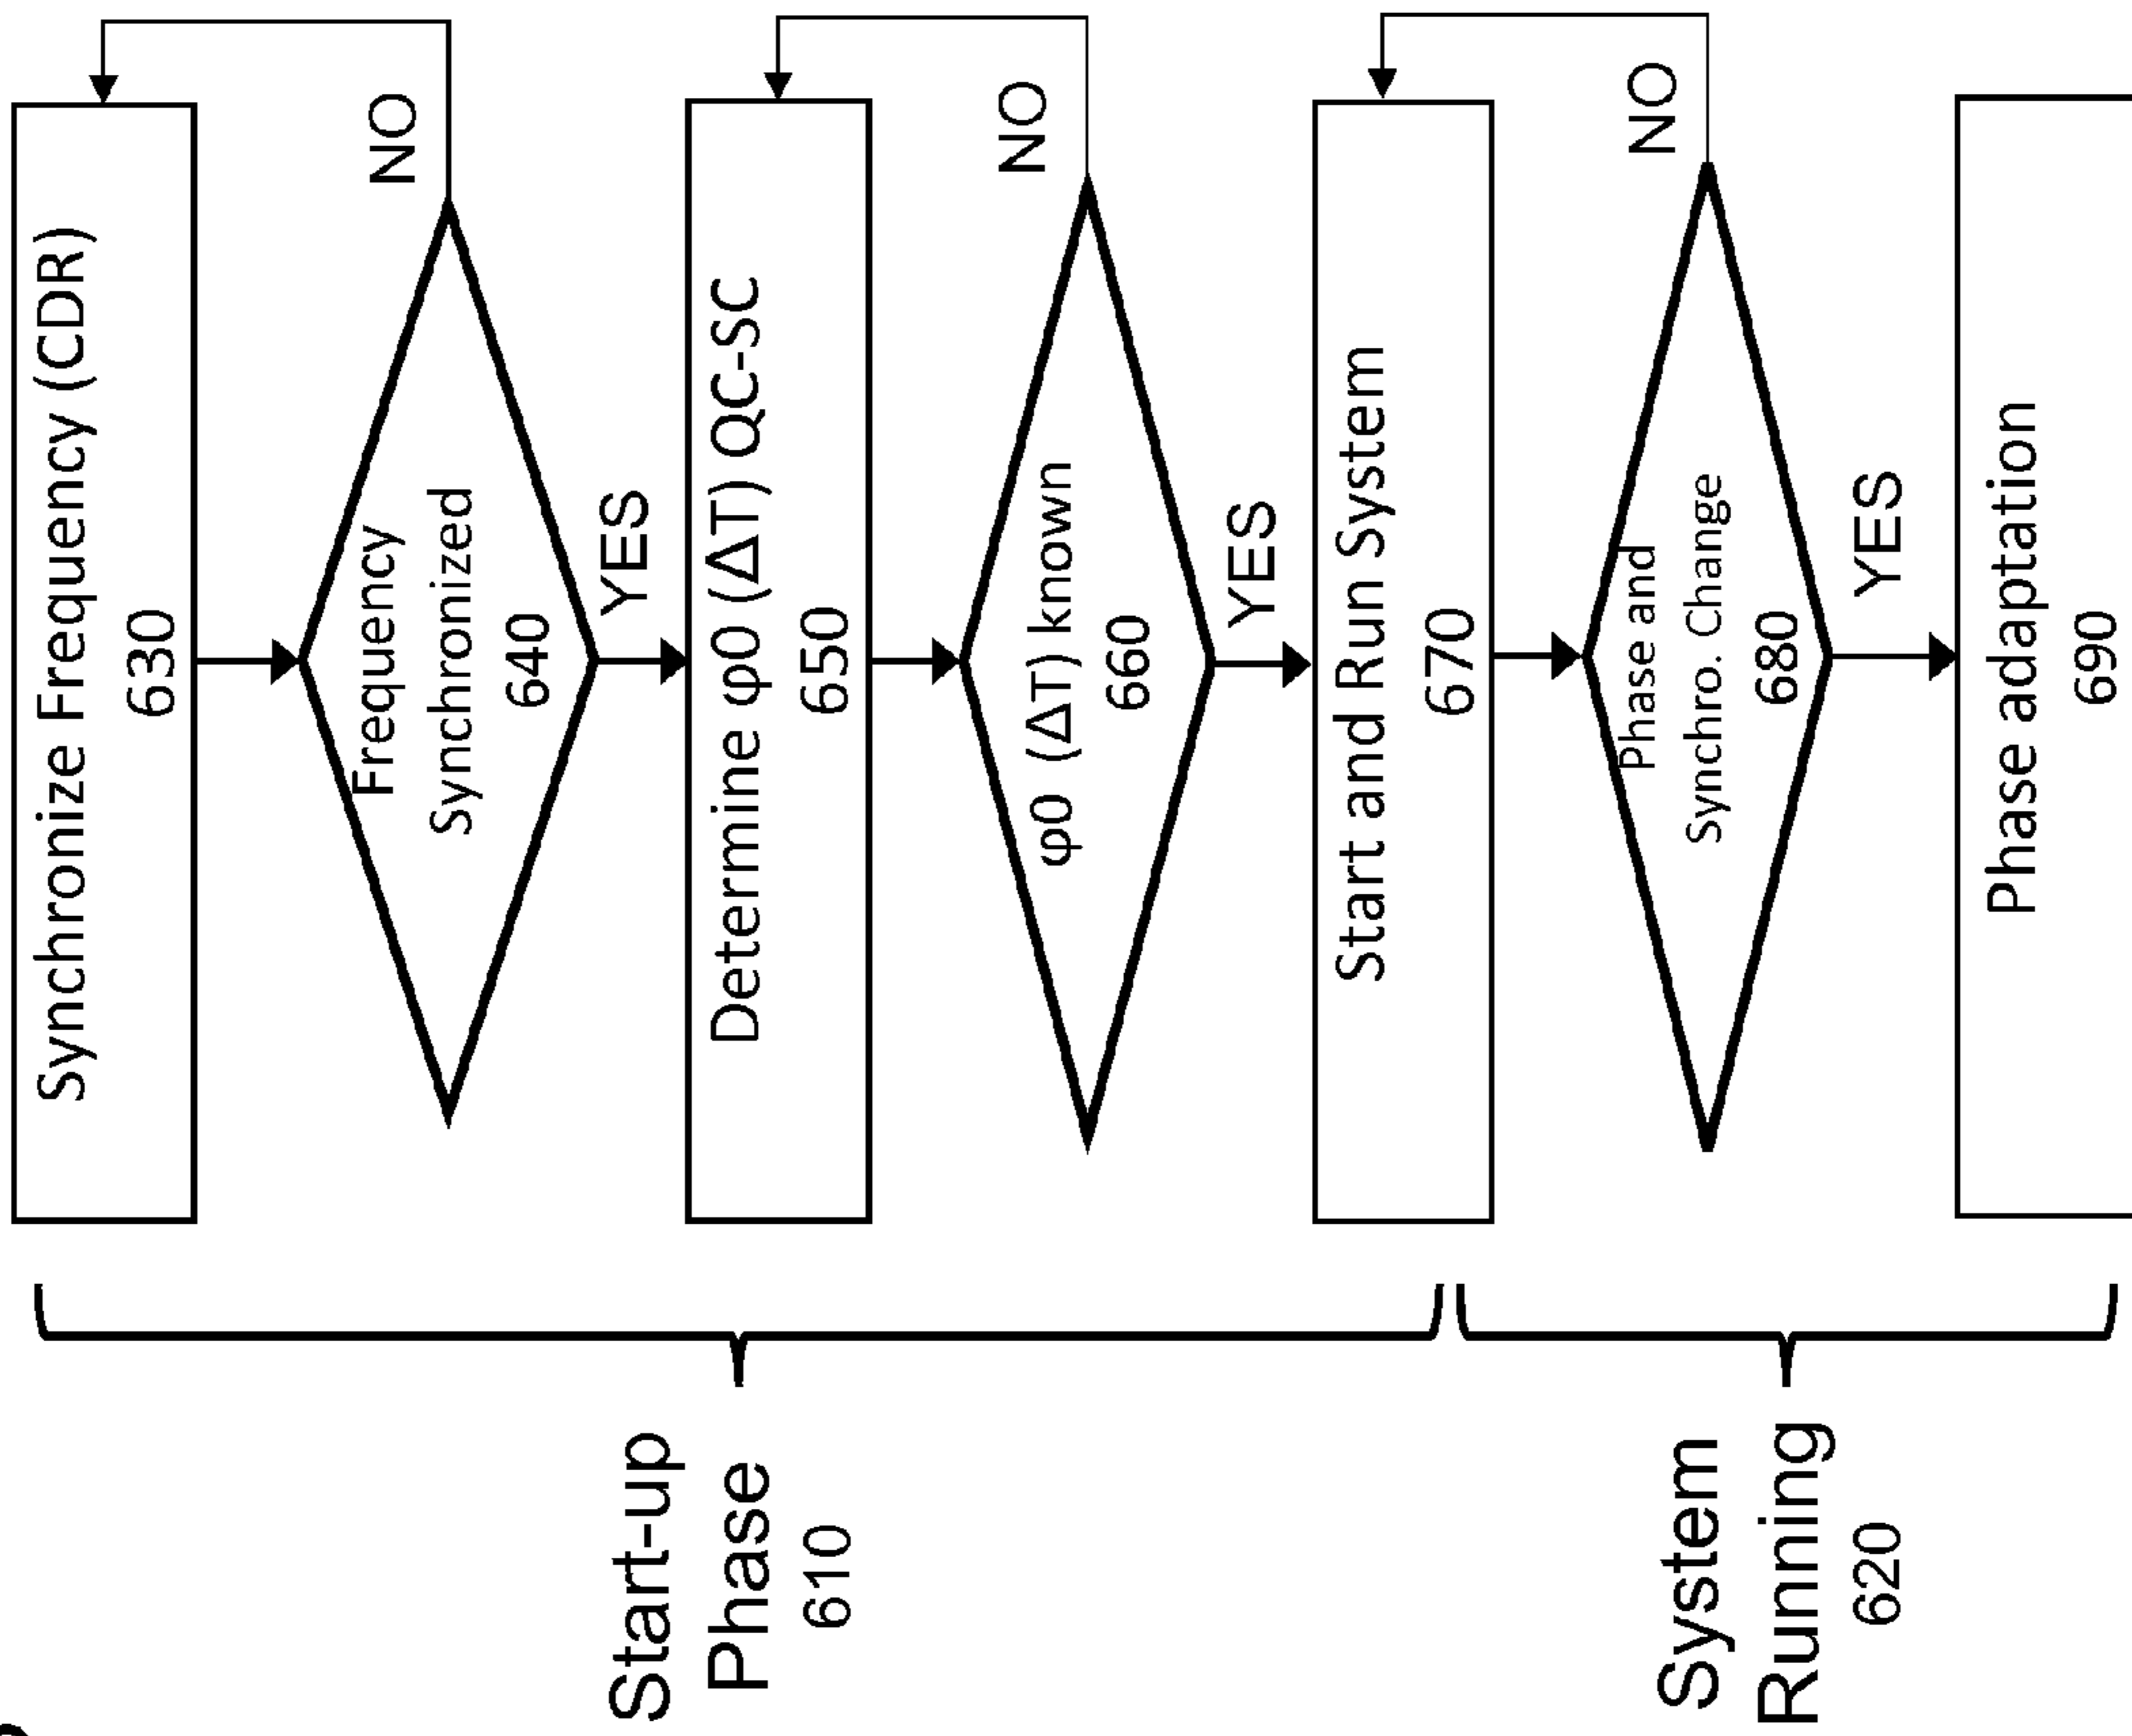 Synchronize Frequency (CDR)
630
Frequency
Synchronized
640
NO
YES
Determine φ0 (ΔT) QC-SC
650
φ0 (ΔT) known
660
NO
YES
Start and Run System
670
Phase and
Synchro. Change
680
NO
YES
Phase adaptation
690
Start-up
Phase
610
System
Running
620